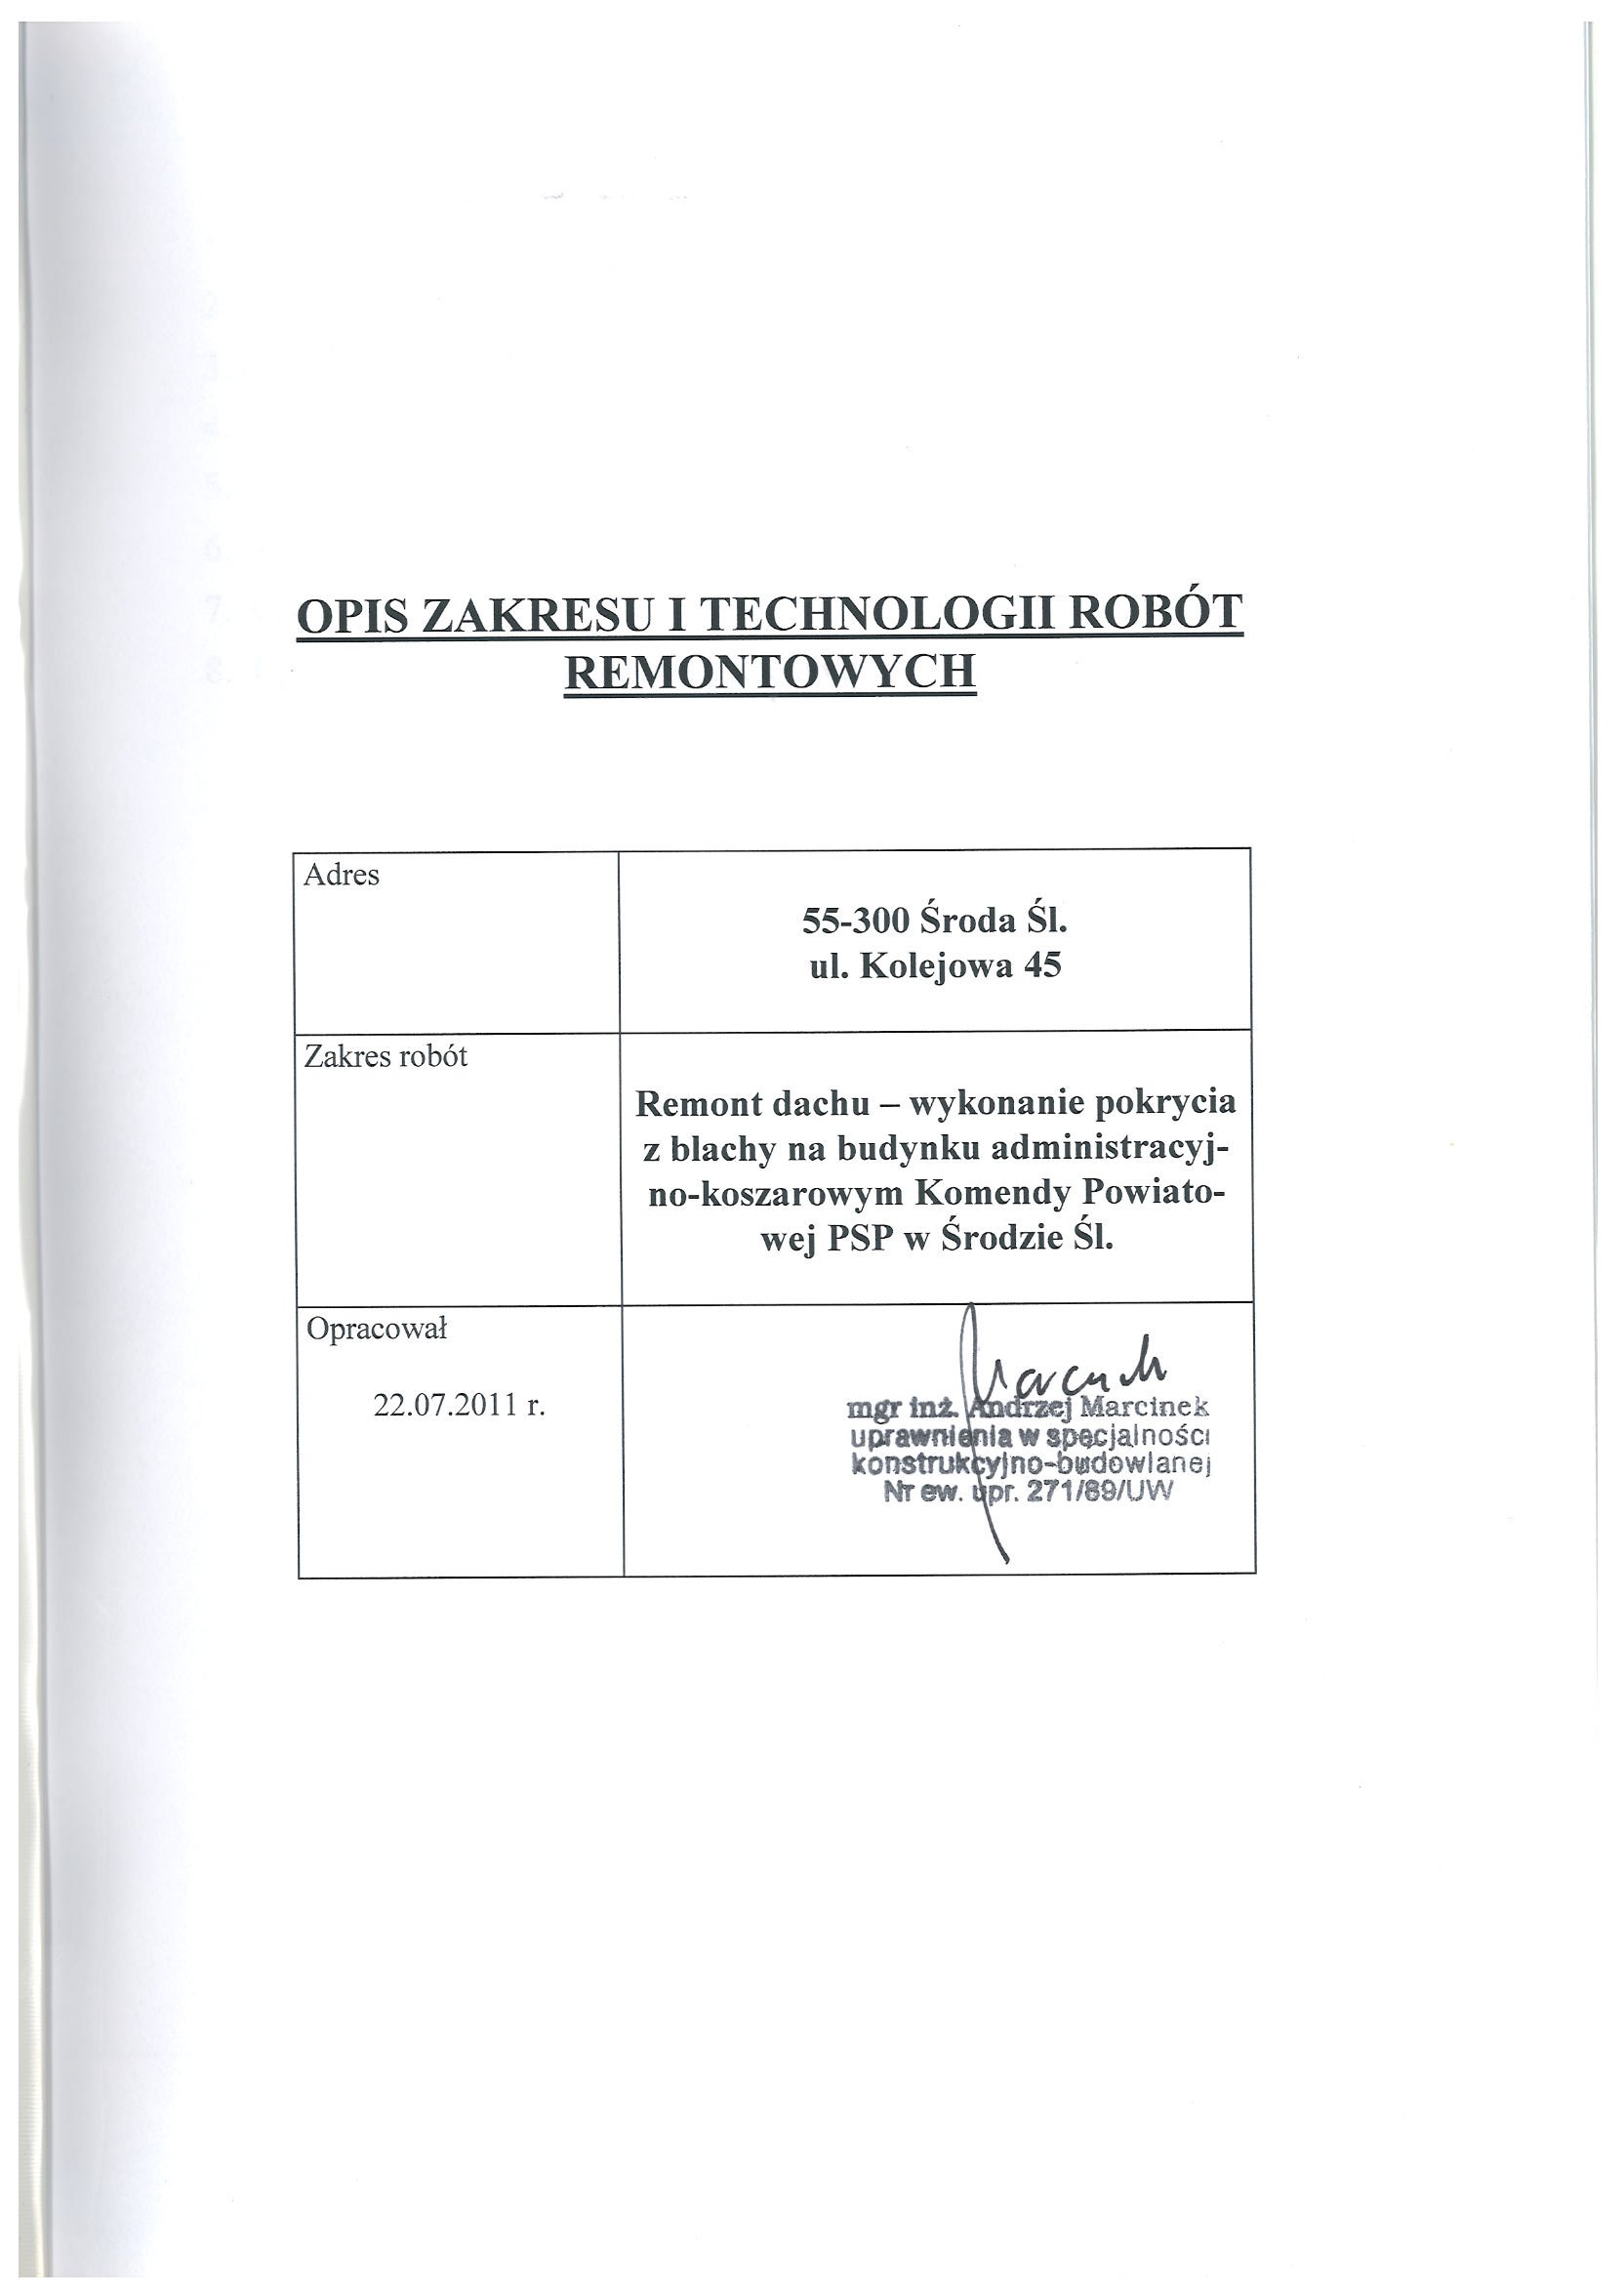 OPIS ZAKRESU I TECHNOLOGII ROBÓT
REMONTOWYCH
Adres
55-300 Środa Śl.
ul. Kolejowa 45
Zakres robót
Remont dachu – wykonanie pokrycia
z blachy na budynku administracyj-
no-koszarowym Komendy Powiato-
wej PSP w Środzie Śl.
Opracował
22.07.2011 r.
mgr inż. Andrzej Marcinek
uprawnienia w specjalności
konstrukcyjno-budowlanej
Nr ew. upr. 271/89/UW